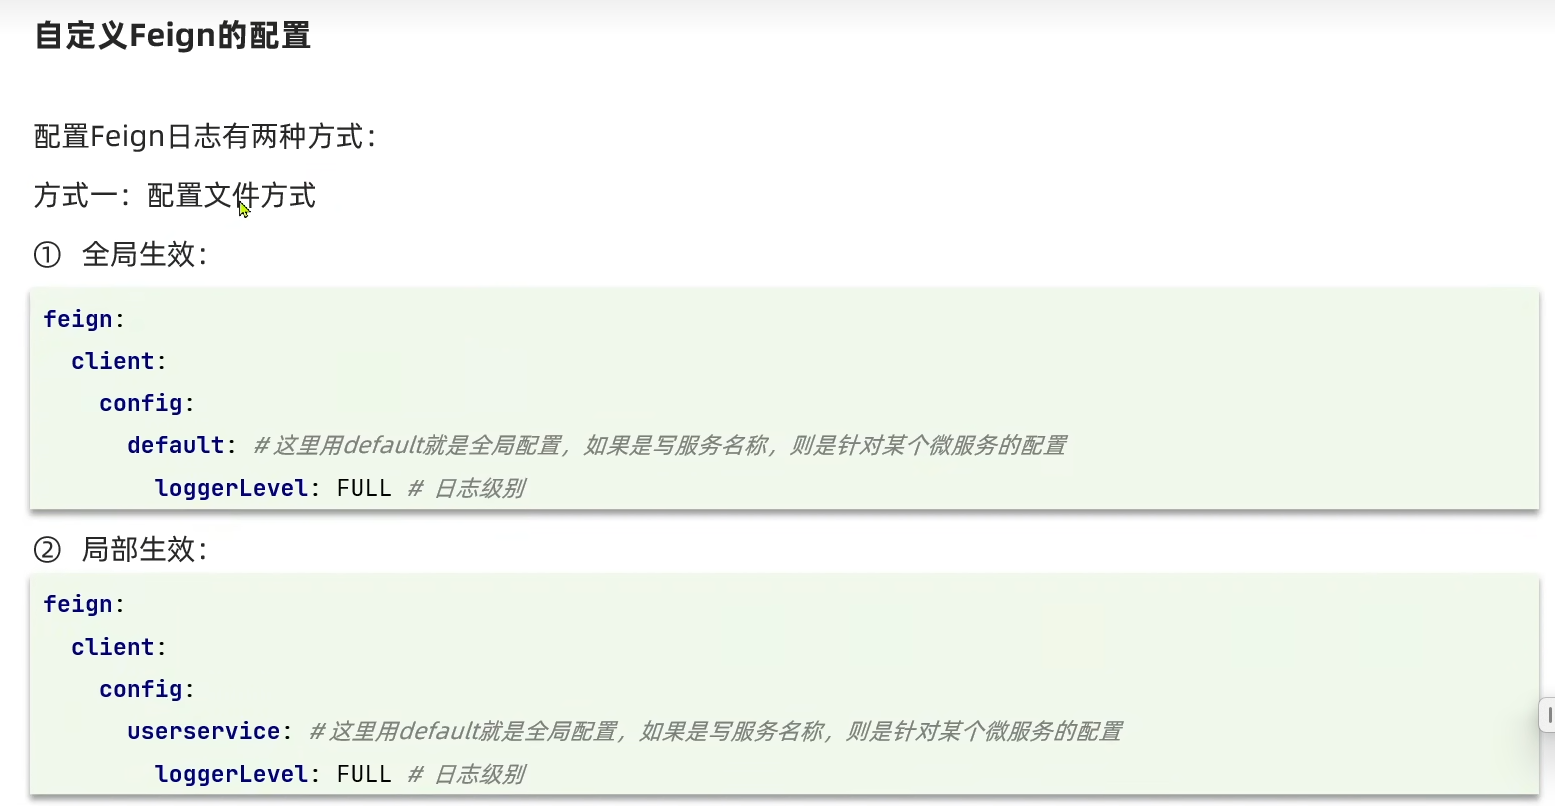 自定义Feign的配置
配置Feign日志有两种方式：
方式一：配置文件方式
① 全局生效：
feign:
  client:
    config:
      default: # 这里用default就是全局配置，如果是写服务名称，则是针对某个微服务的配置
        loggerLevel: FULL # 日志级别
② 局部生效：
feign:
  client:
    config:
      userservice: # 这里用default就是全局配置，如果是写服务名称，则是针对某个微服务的配置
        loggerLevel: FULL # 日志级别